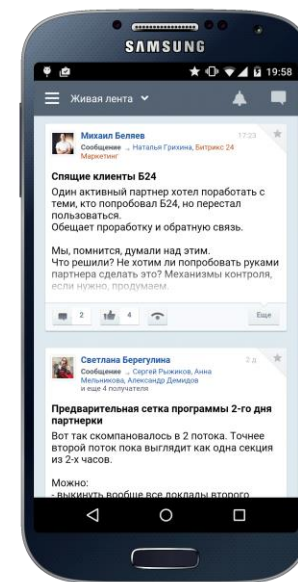 SAMSUNG
19:58
Живая лента
Михаил Беляев
17:23
Сообщение → Наталья Грихина, Битрикс 24
Маркетинг
Спящие клиенты Б24
Один активный партнер хотел поработать с
теми, кто попробовал Б24, но перестал
пользоваться.
Обещает проработку и обратную связь.
Мы, помнится, думали над этим.
Что решили? Не хотим ли попробовать руками
партнера сделать это? Механизмы контроля,
если нужно, продумаем.
2
4
Еще
Светлана Берегулина
2 д
Сообщение → Сергей Рыжиков, Анна
Мельникова, Александр Демидов
и еще 4 получателя
Предварительная сетка программы 2-го дня
партнерки
Вот так скомпановалось в 2 потока. Точнее
второй поток пока выглядит как одна секция
из 2-х часов.
Можно:
- выкинуть вообще все доклады второго